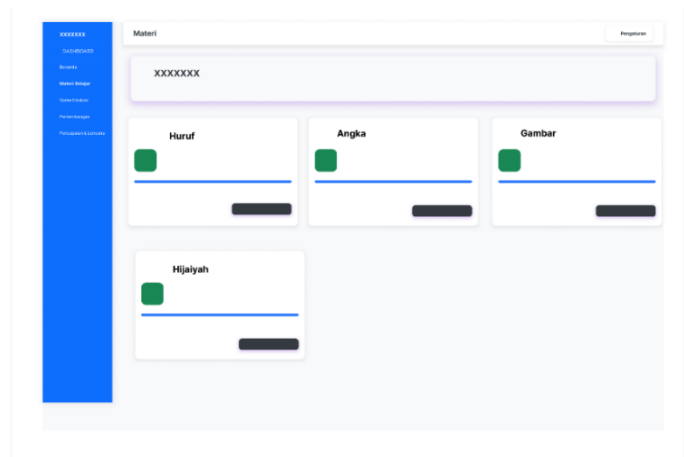 XXXXXXX
DASHBOARD
Beranda
Materi Belajar
Game Edukasi
Perkembangan
Pencapaian & Lencana
Materi
Pengaturan
XXXXXXX
Huruf
Angka
Gambar
Hijaiyah